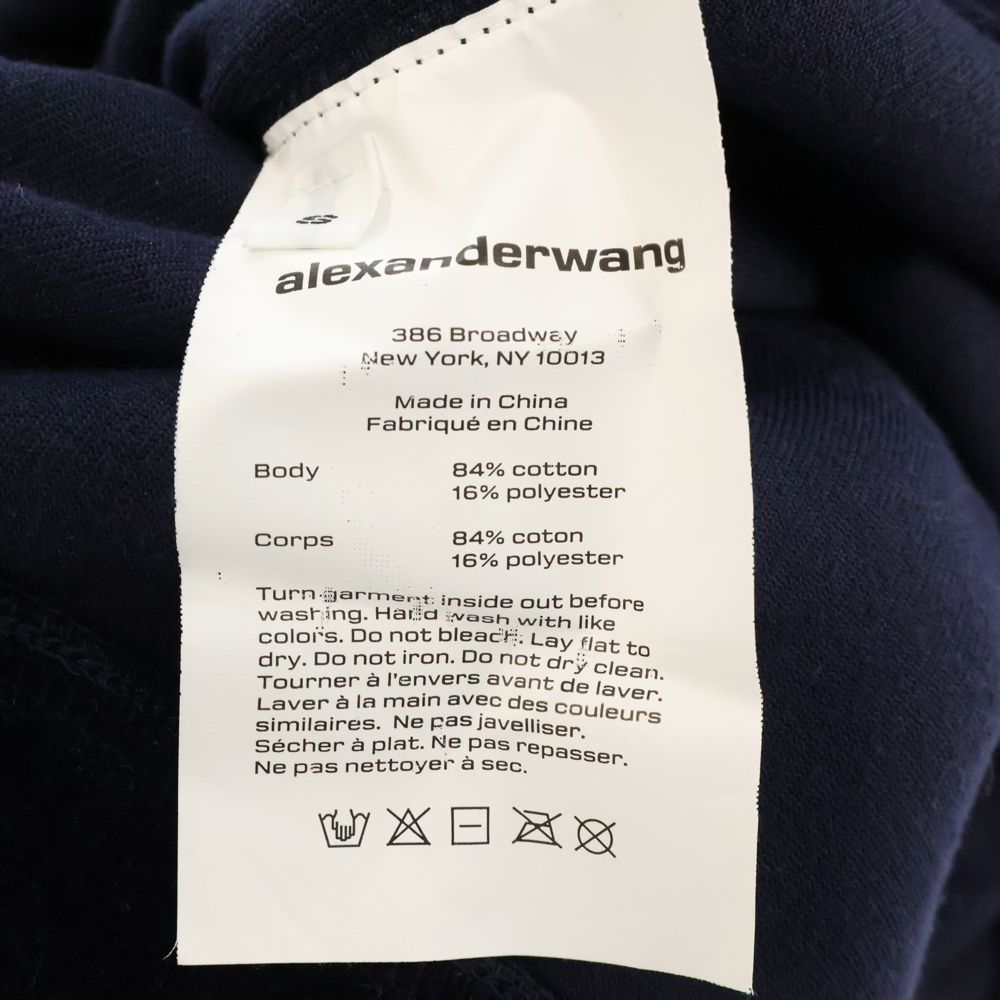 S
alexanderwang
386 Broadway
New York, NY 10013
Made in China
Fabriqué en Chine
Body 84% cotton
16% polyester
Corps 84% coton
16% polyester
Turn garment inside out before
washing. Hand wash with like
colors. Do not bleach. Lay flat to
dry. Do not iron. Do not dry clean.
Tourner à l'envers avant de laver.
Laver à la main avec des couleurs
similaires. Ne pas javelliser.
Sécher à plat. Ne pas repasser.
Ne pas nettoyer à sec.